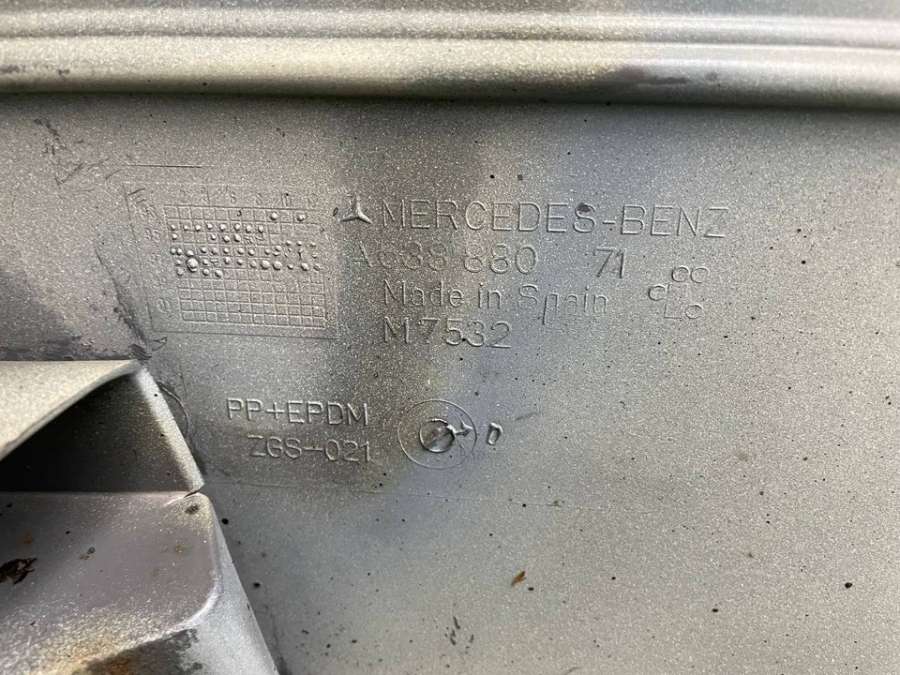 MERCEDES-BENZ
A638 880 71
Made in Spain
M7532
PP+EPDM
ZGS-021